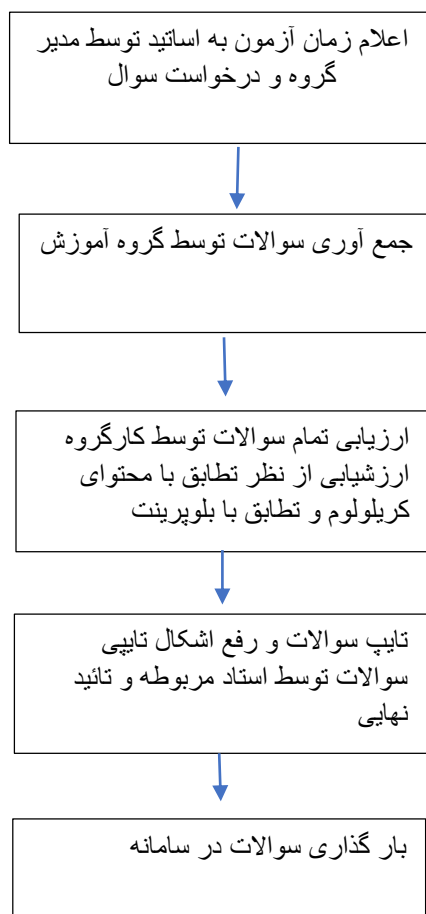 اعلام زمان آزمون به اساتید توسط مدیر
گروه و درخواست سوال
جمع آوری سوالات توسط گروه آموزش
ارزیابی تمام سوالات توسط کارگروه
ارزشیابی از نظر تطابق با محتوای
کریلولوم و تطابق با بلوپرینت
تایپ سوالات و رفع اشکال تایپی
سوالات توسط استاد مربوطه و تائید
نهایی
بار گذاری سوالات در سامانه